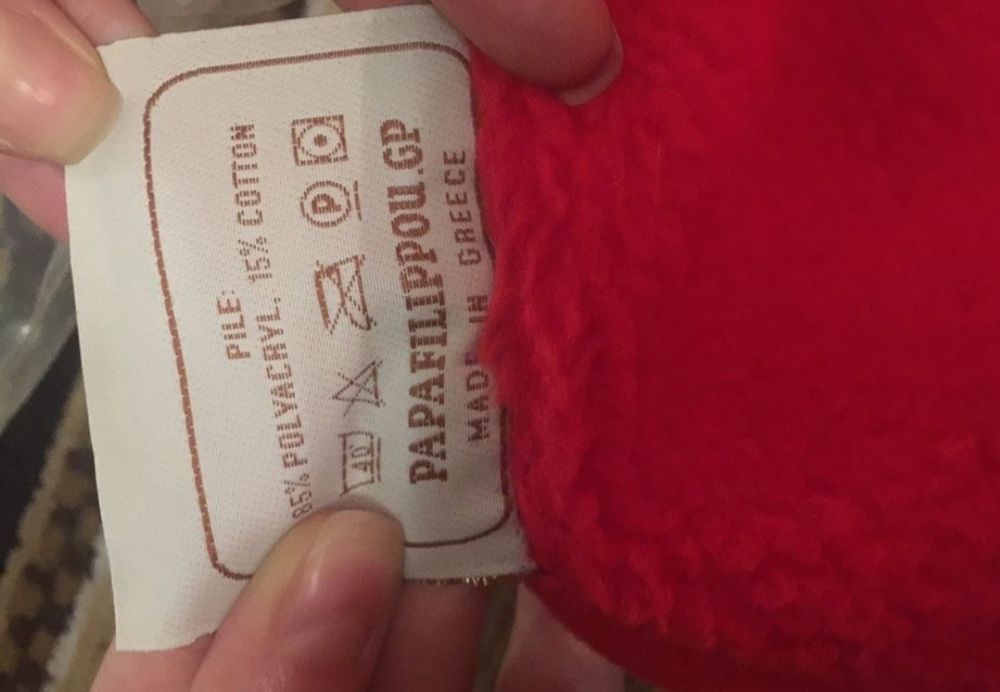 PILE:
85% POLYACRYL, 15% COTTON
40° P
PAPAFILIPPOU.GP
MADE IN GREECE